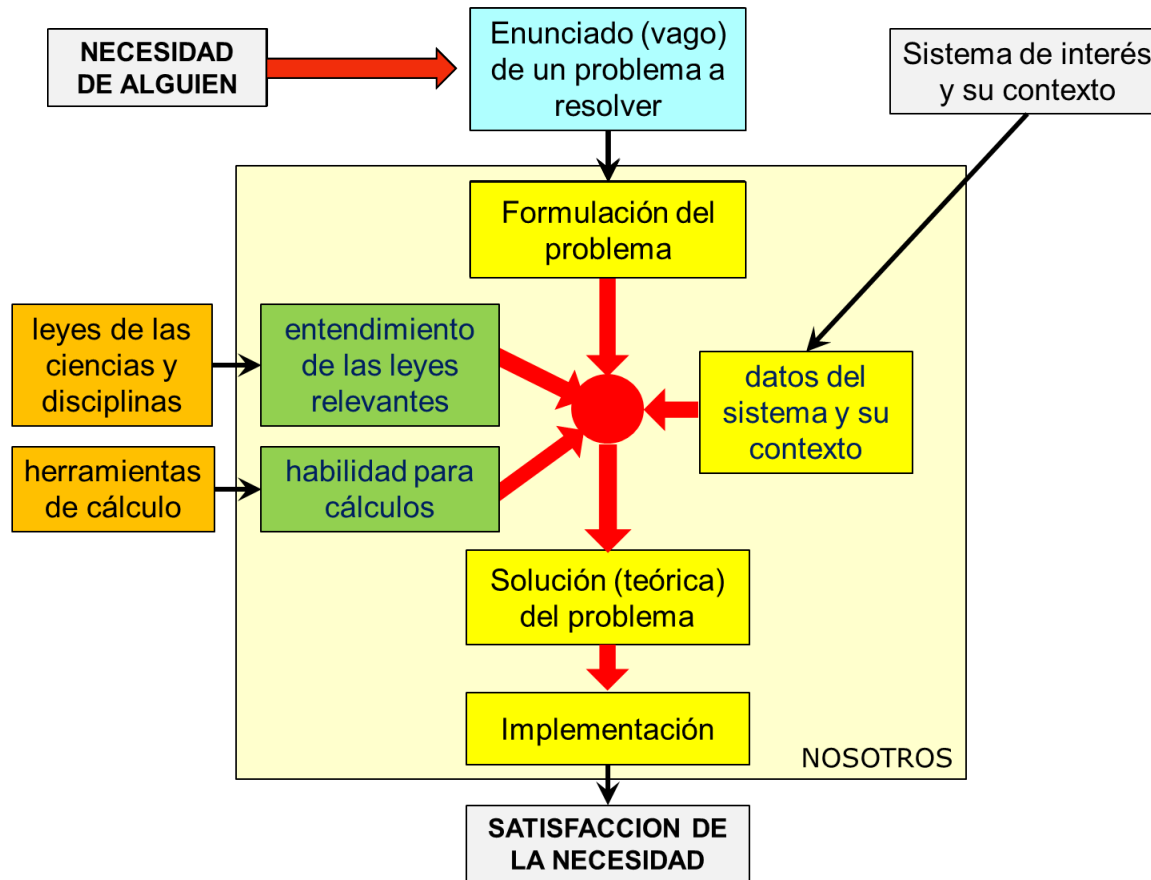 NECESIDAD
DE ALGUIEN
Enunciado (vago)
de un problema a
resolver
Sistema de interés
y su contexto
Formulación del
problema
leyes de las
ciencias y
disciplinas
entendimiento
de las leyes
relevantes
datos del
sistema y su
contexto
herramientas
de cálculo
habilidad para
cálculos
Solución (teórica)
del problema
Implementación
NOSOTROS
SATISFACCION DE
LA NECESIDAD